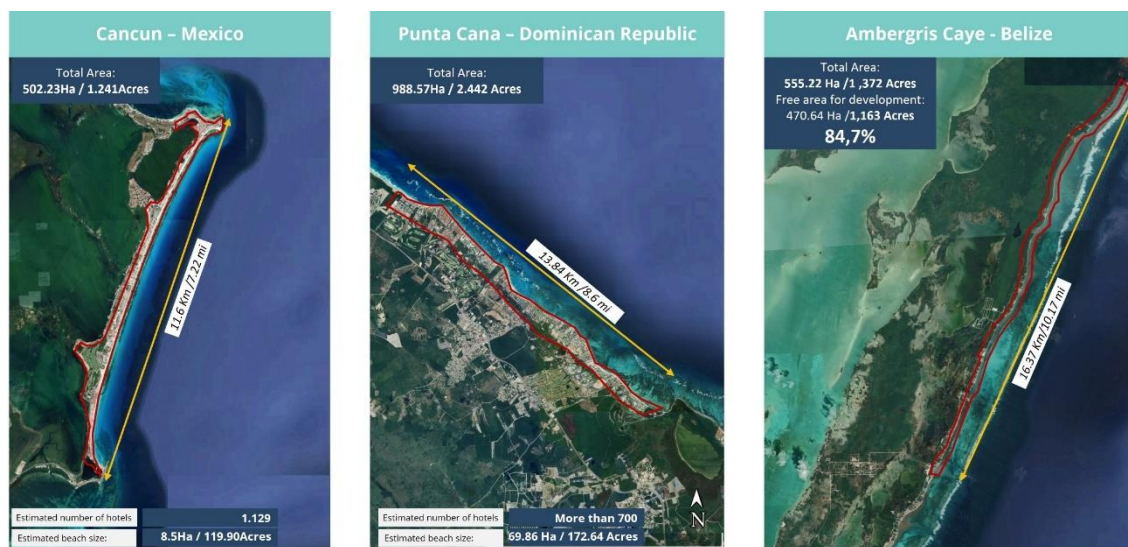 Cancun – Mexico
Total Area:
502.23Ha / 1.241Acres
11.6 Km /7.22 mi
Estimated number of hotels 1.129
Estimated beach size: 8.5Ha / 119.90Acres
Punta Cana – Dominican Republic
Total Area:
988.57Ha / 2.442 Acres
13.84 Km /8.6 mi
N
Estimated number of hotels More than 700
Estimated beach size: 69.86 Ha / 172.64 Acres
Ambergris Caye - Belize
Total Area:
555.22 Ha /1 ,372 Acres
Free area for development:
470.64 Ha /1,163 Acres
84,7%
16.37 Km/10.17 mi